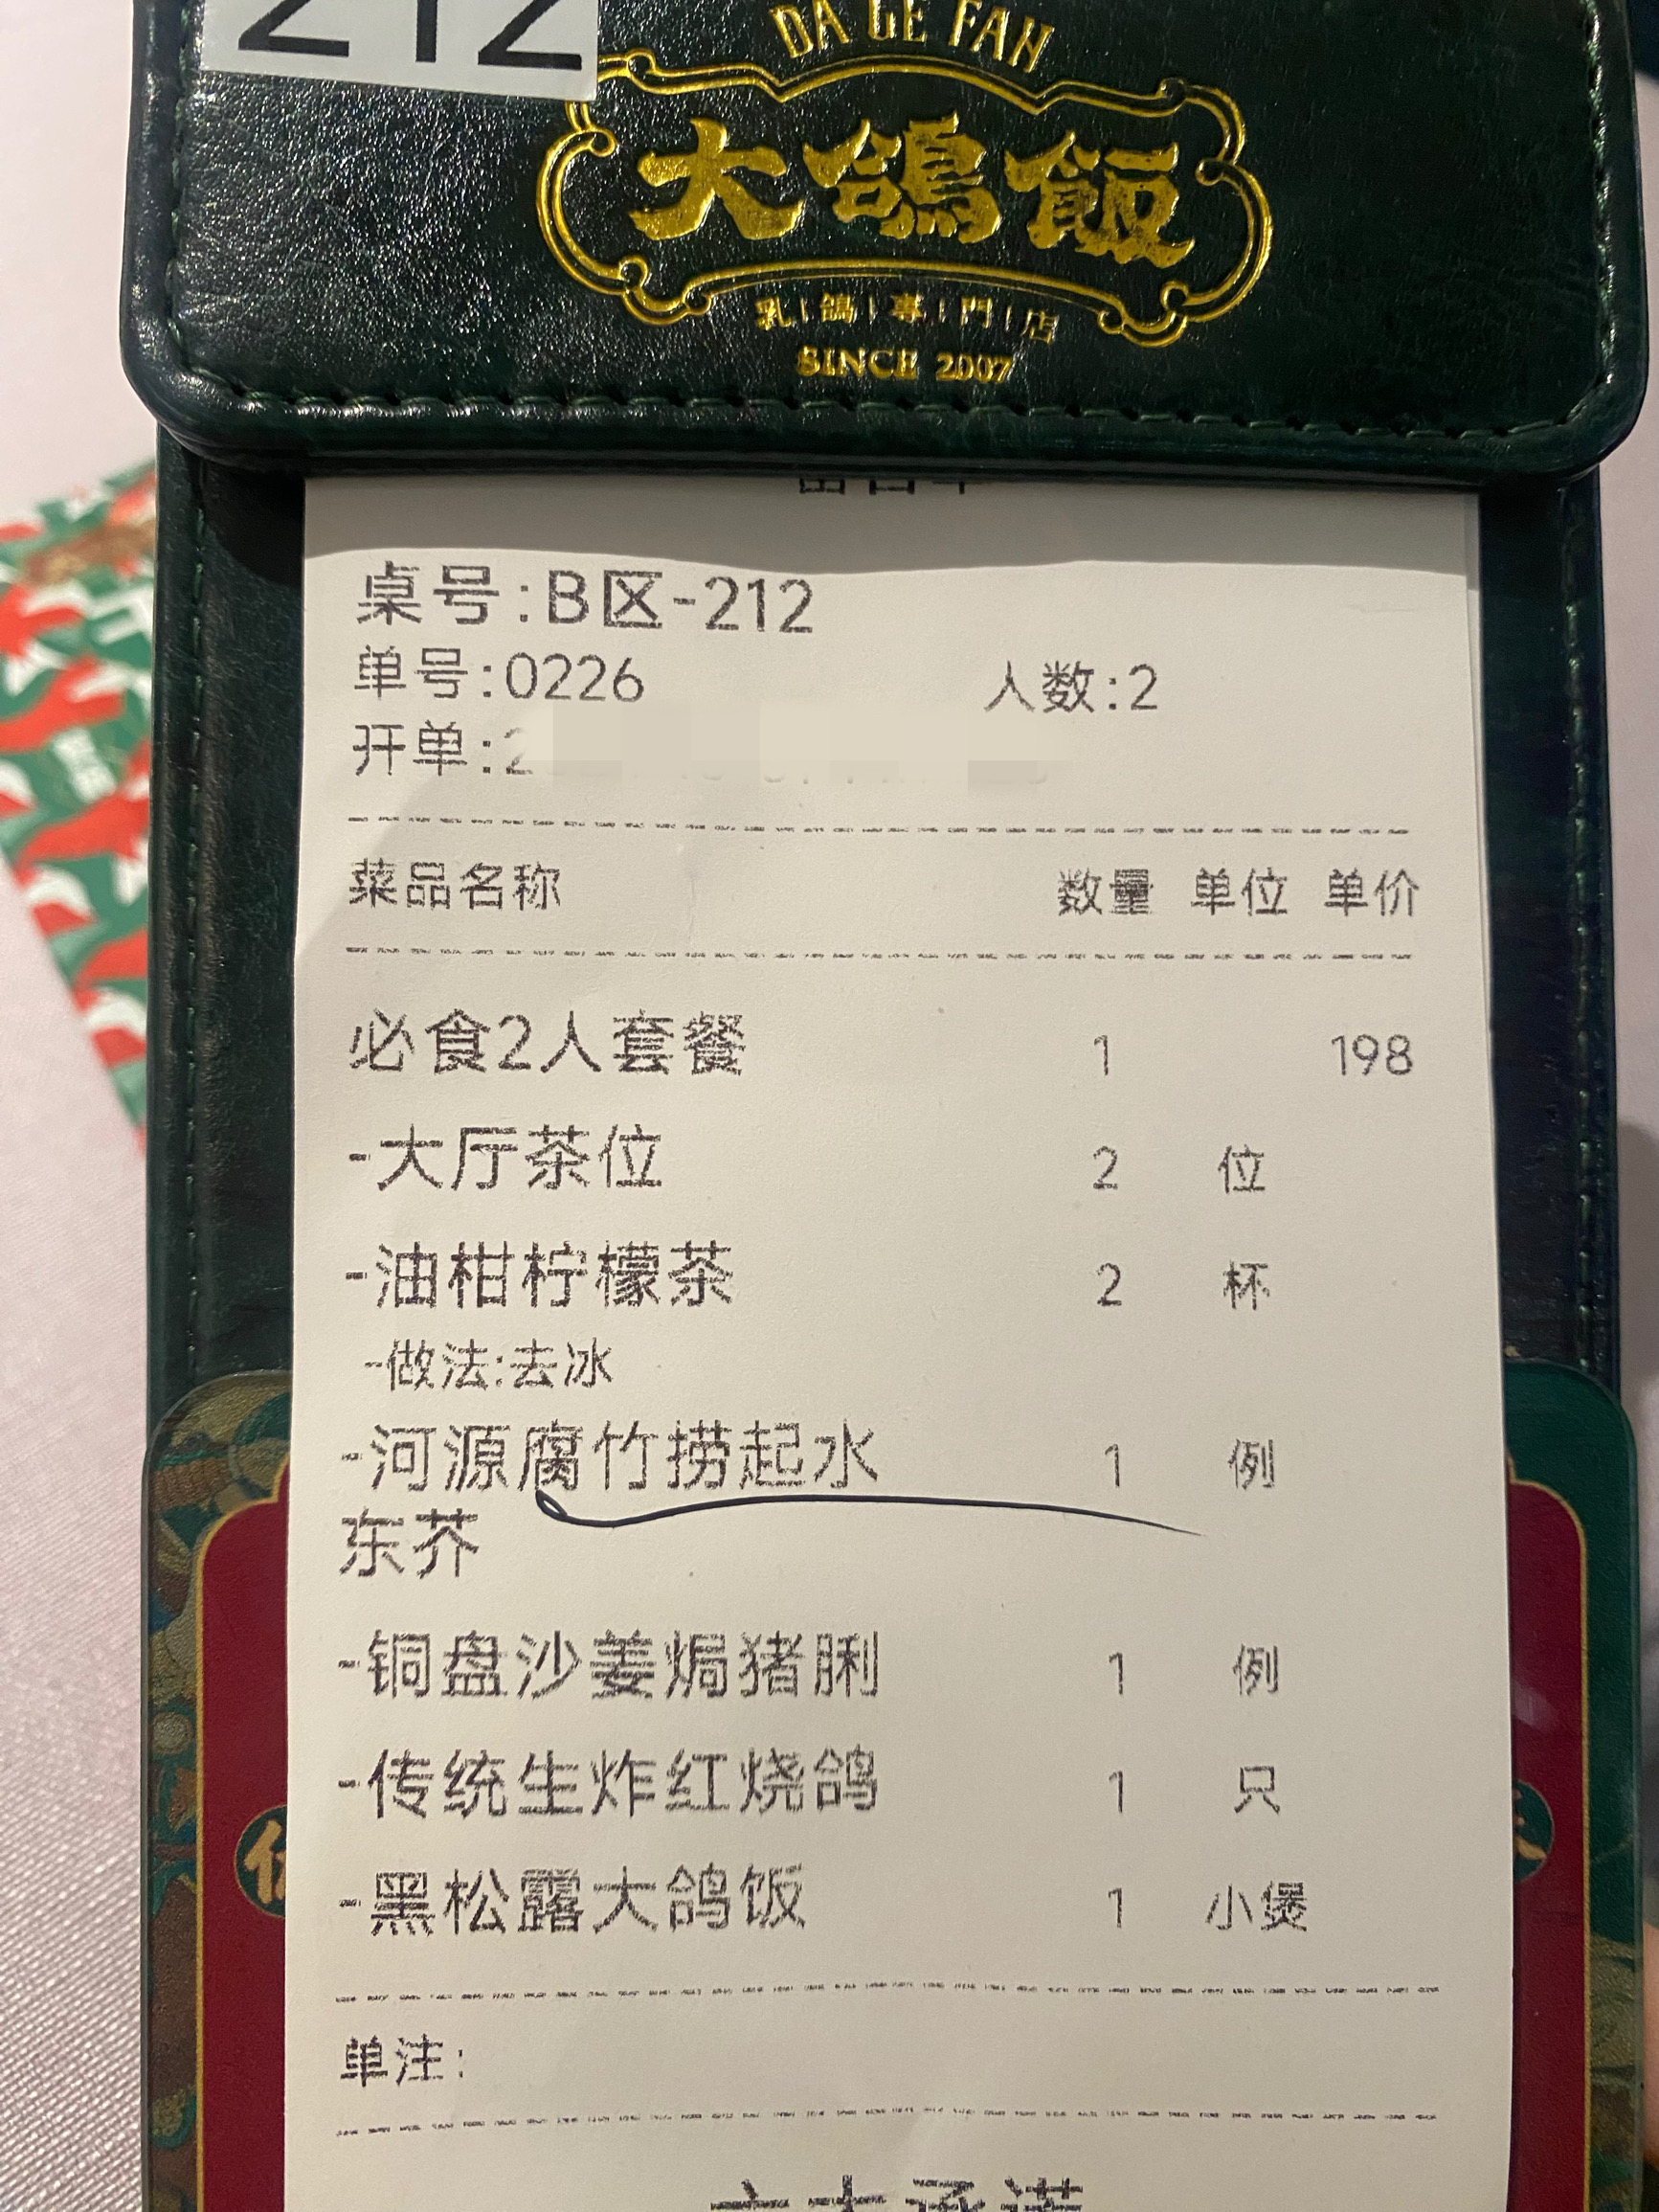 212
DA GE FAN
大鴿飯
乳|鴿|專|門|店
SINCE 2007
桌号:B区-212
单号:0226 人数:2
开单:2
菜品名称 数量 单位 单价
必食2人套餐 1 198
-大厅茶位 2 位
-油柑柠檬茶 2 杯
-做法:去冰
-河源腐竹捞起水 1 例
东芥
-铜盘沙姜焗猪脷 1 例
-传统生炸红烧鸽 1 只
-黑松露大鸽饭 1 小煲
单注: